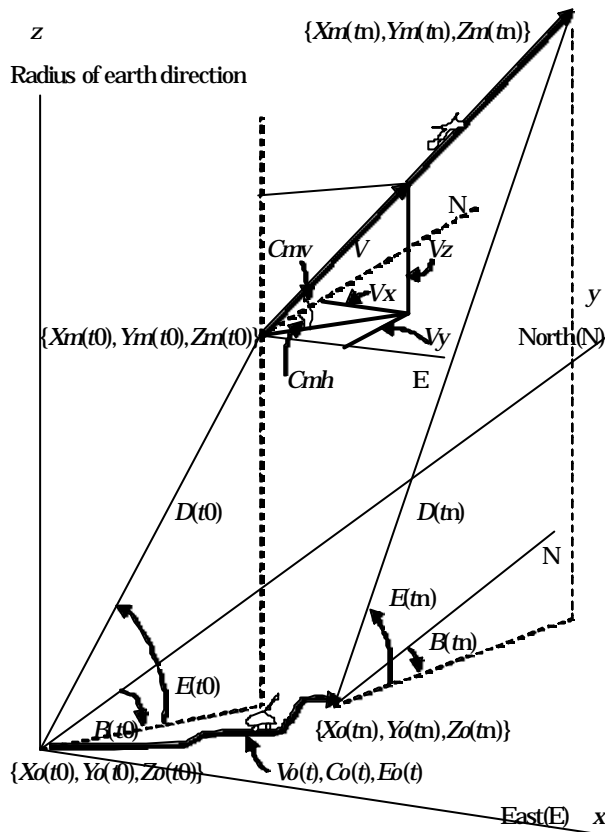 z
{Xm(tn),Ym(tn),Zm(tn)}
Radius of earth direction
N
Cmv
V
Vz
Vx
y
{Xm(t0),Ym(t0),Zm(t0)}
Vy
North(N)
E
Cmh
D(t0)
D(tn)
N
E(tn)
B(tn)
E(t0)
B(t0)
{Xo(tn),Yo(tn),Zo(tn)}
{Xo(t0),Yo(t0),Zo(t0)}
Vo(t),Co(t),Eo(t)
East(E)
x